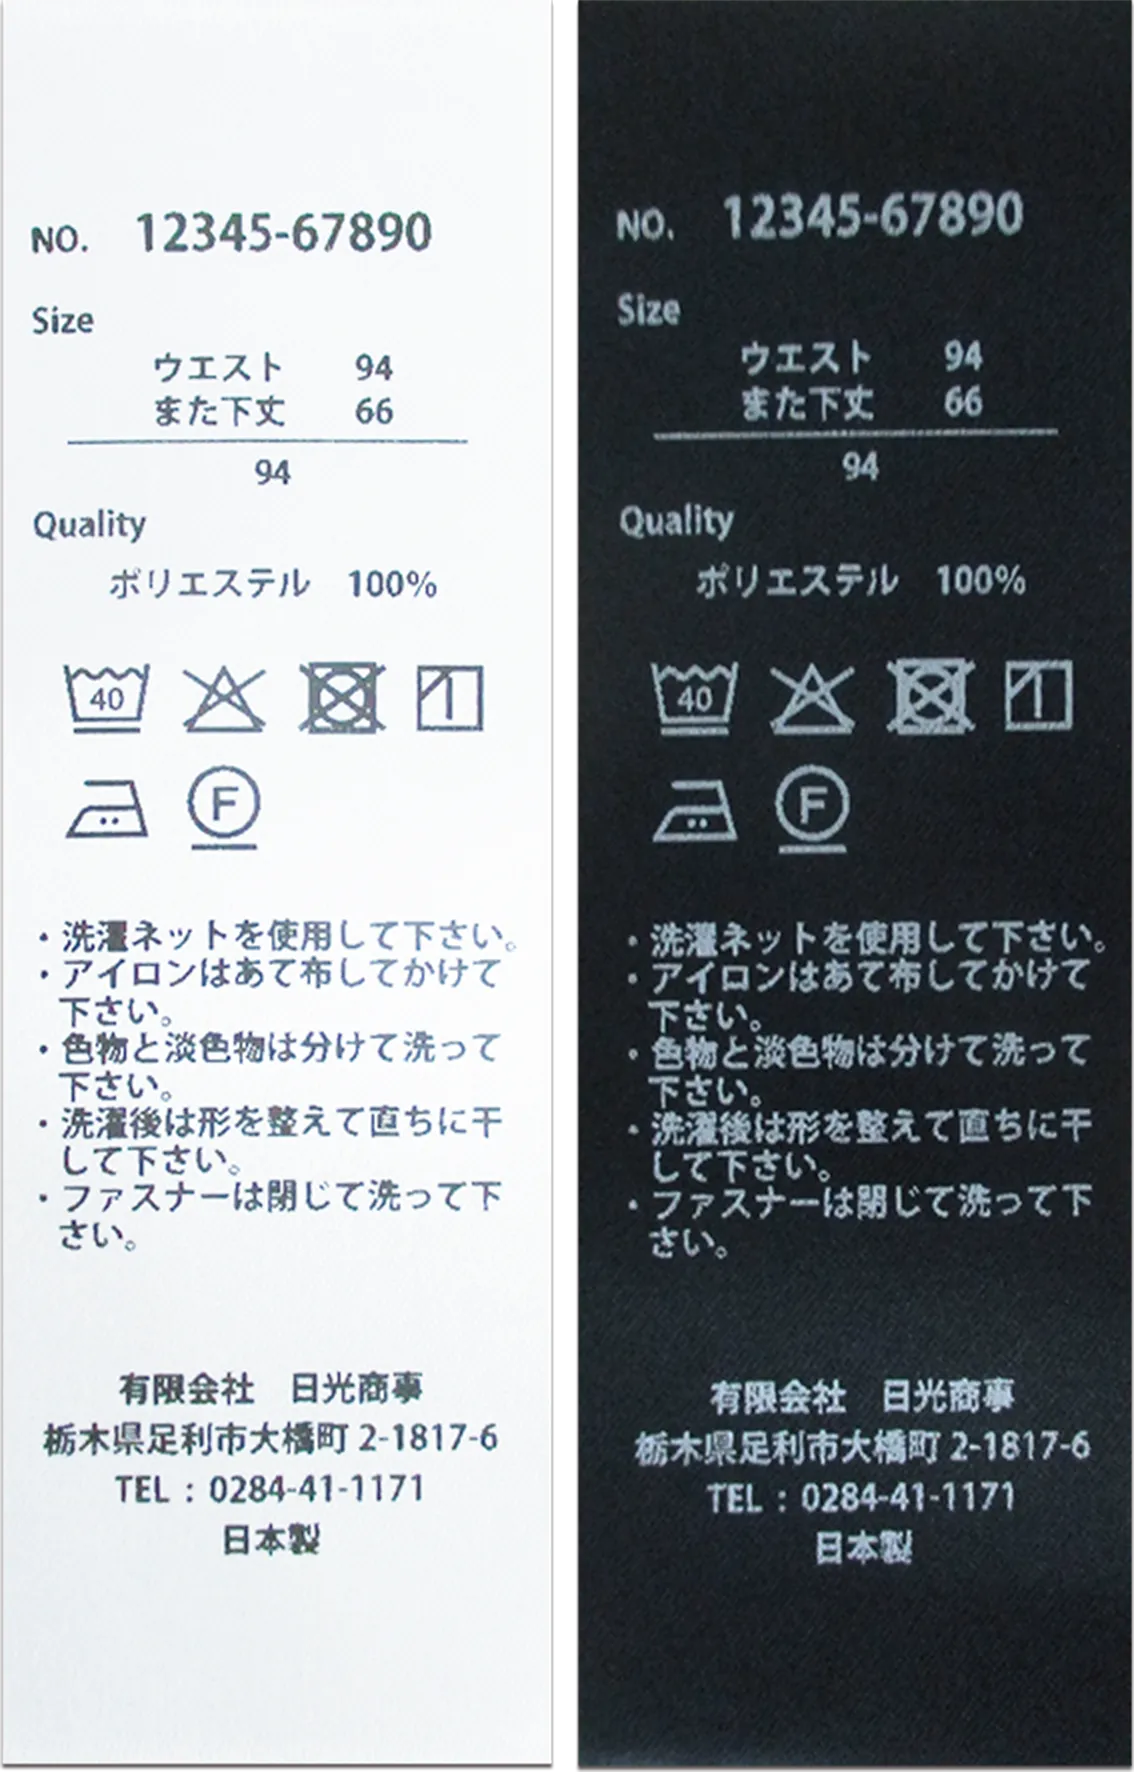 NO. 12345-67890
Size
ウエスト 94
また下丈 66
94
Quality
ポリエステル 100%
40
F
・洗濯ネットを使用して下さい。
・アイロンはあて布してかけて
下さい。
・色物と淡色物は分けて洗って
下さい。
・洗濯後は形を整えて直ちに干
して下さい。
・ファスナーは閉じて洗って下
さい。
有限会社 日光商事
栃木県足利市大橋町 2-1817-6
TEL : 0284-41-1171
日本製
NO. 12345-67890
Size
ウエスト 94
また下丈 66
94
Quality
ポリエステル 100%
40
F
・洗濯ネットを使用して下さい。
・アイロンはあて布してかけて
下さい。
・色物と淡色物は分けて洗って
下さい。
・洗濯後は形を整えて直ちに干
して下さい。
・ファスナーは閉じて洗って下
さい。
有限会社 日光商事
栃木県足利市大橋町 2-1817-6
TEL : 0284-41-1171
日本製